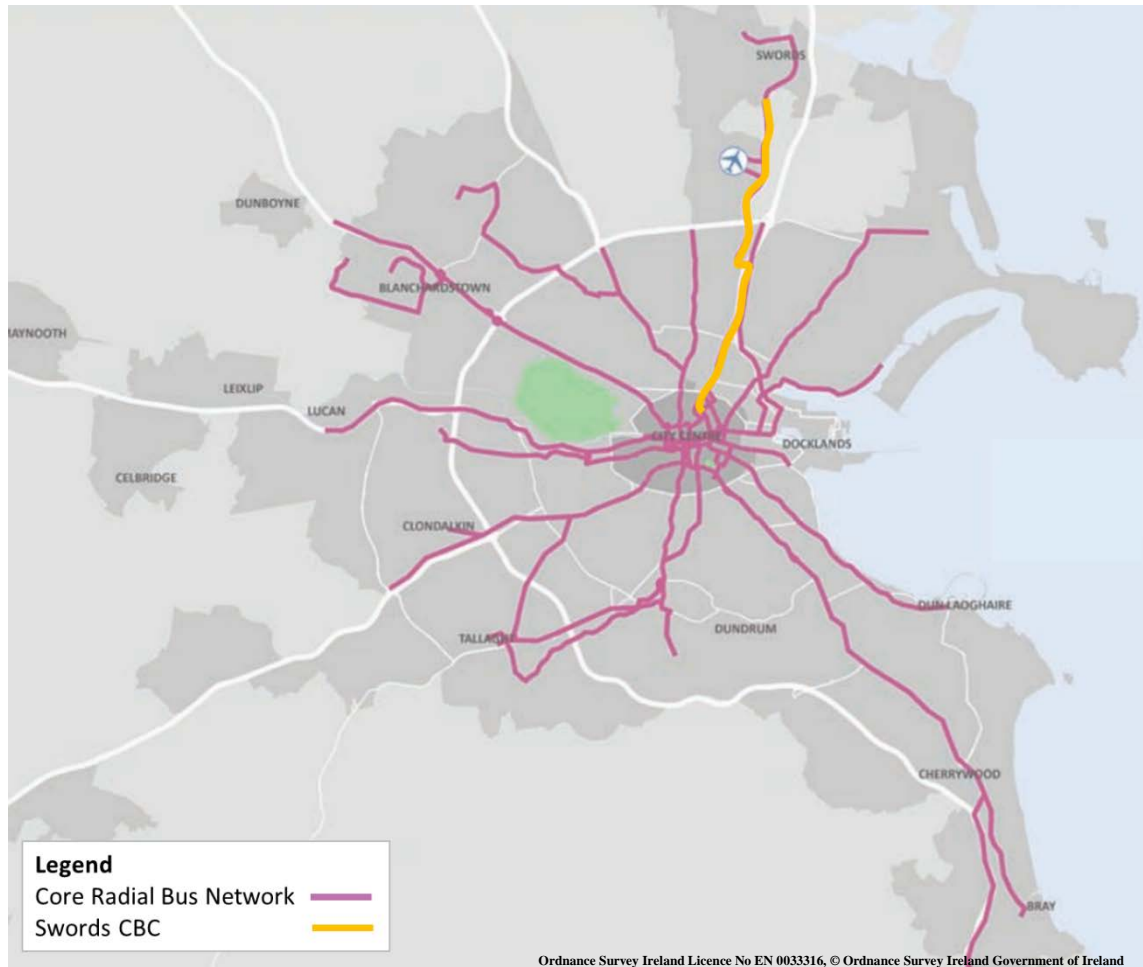 SWORDS
DUNBOYNE
BLANCHARDSTOWN
MAYNOOTH
LEIXLIP
LUCAN
CITY CENTRE
DOCKLANDS
CELBRIDGE
CLONDALKIN
DUN LAOGHAIRE
TALLAGHT
DUNDRUM
CHERRYWOOD
BRAY
Legend
Core Radial Bus Network
Swords CBC
Ordnance Survey Ireland Licence No EN 0033316, © Ordnance Survey Ireland Government of Ireland